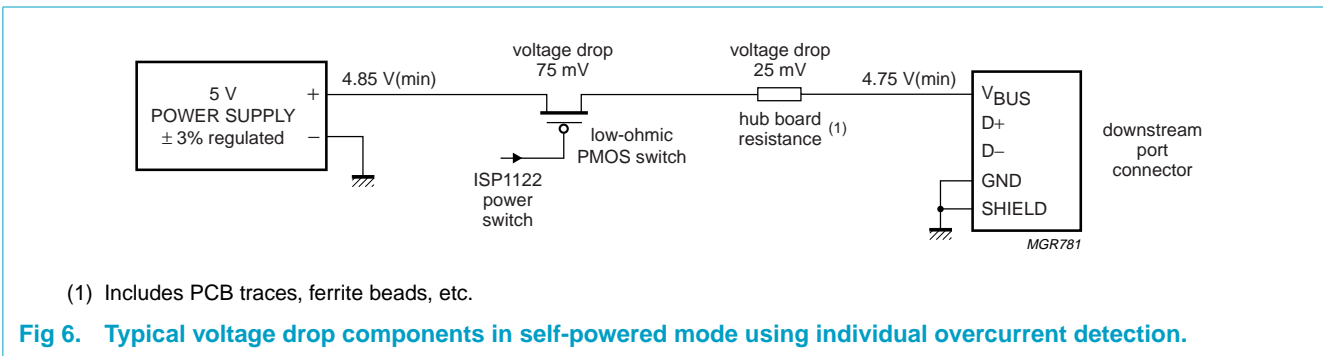 voltage drop
75 mV
voltage drop
25 mV
4.85 V(min)
4.75 V(min)
5 V
POWER SUPPLY
± 3% regulated
+
−
low-ohmic
PMOS switch
ISP1122
power
switch
hub board
resistance (1)
VBUS
D+
D−
GND
SHIELD
downstream
port
connector
MGR781
(1) Includes PCB traces, ferrite beads, etc.
Fig 6. Typical voltage drop components in self-powered mode using individual overcurrent detection.